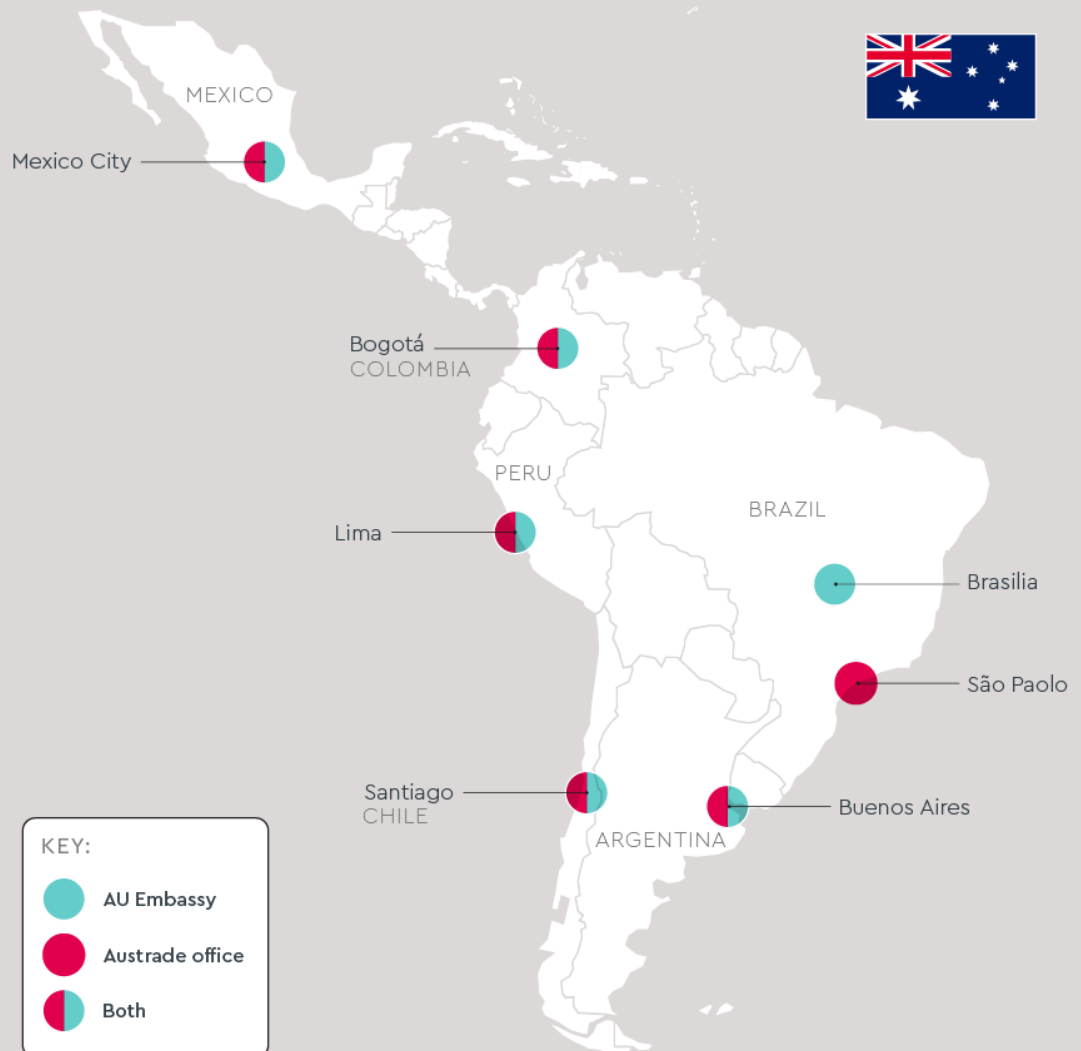 MEXICO
Mexico City
Bogotá
COLOMBIA
PERU
Lima
BRAZIL
Brasilia
São Paolo
Santiago
CHILE
Buenos Aires
ARGENTINA
KEY:
AU Embassy
Austrade office
Both